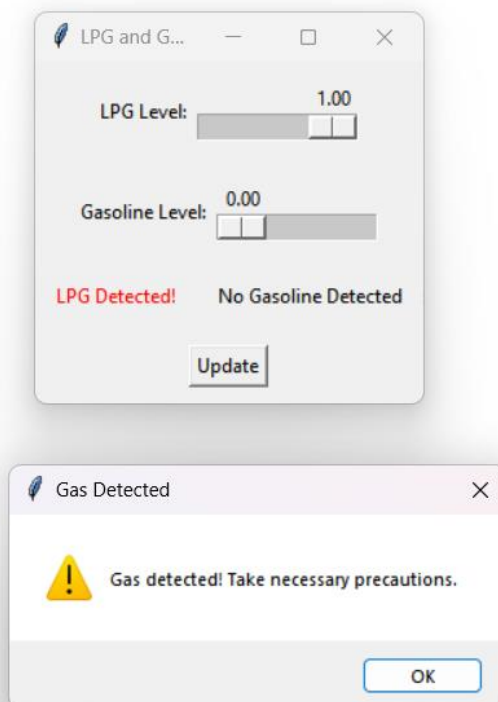 LPG and G...
1.00
LPG Level:
0.00
Gasoline Level:
LPG Detected! No Gasoline Detected
Update
Gas Detected
Gas detected! Take necessary precautions.
OK